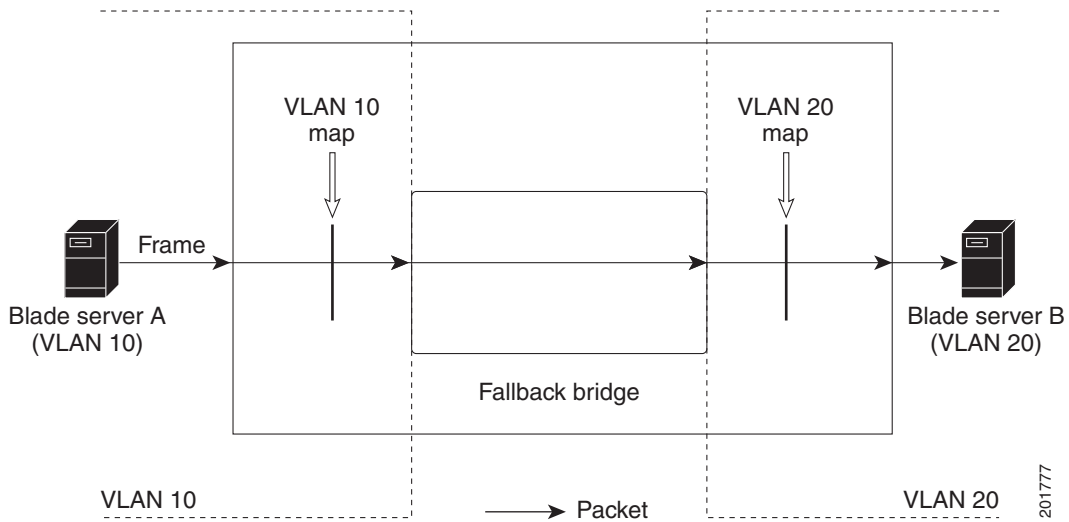 VLAN 10
map
VLAN 20
map
Frame
Blade server A
(VLAN 10)
Blade server B
(VLAN 20)
Fallback bridge
VLAN 10
Packet
VLAN 20
201777